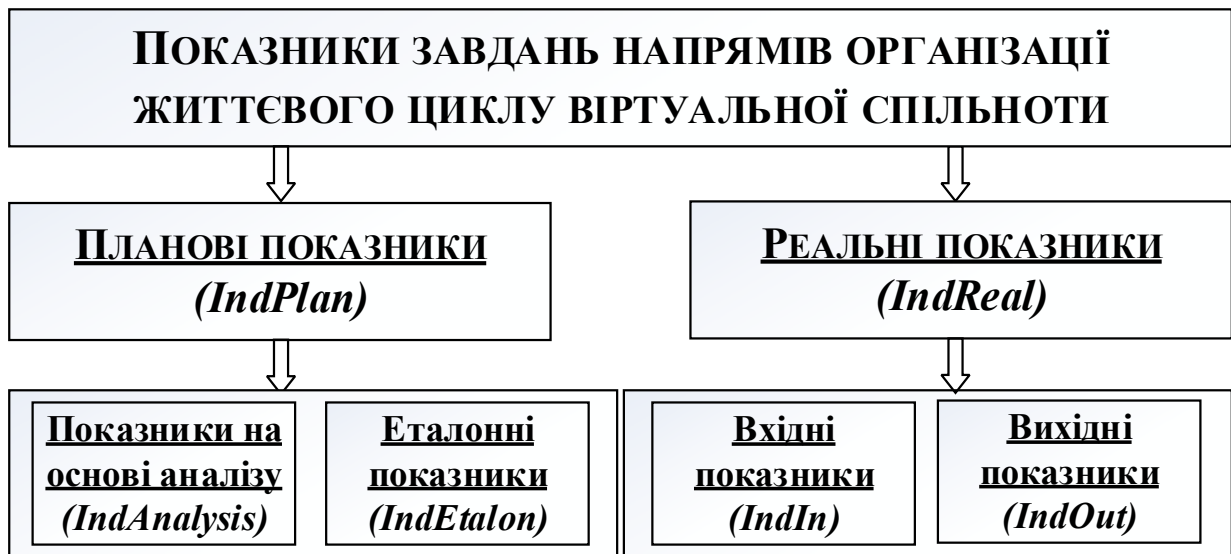 ПОКАЗНИКИ ЗАВДАНЬ НАПРЯМІВ ОРГАНІЗАЦІЇ
ЖИТТЄВОГО ЦИКЛУ ВІРТУАЛЬНОЇ СПІЛЬНОТИ
ПЛАНОВІ ПОКАЗНИКИ
(IndPlan)
РЕАЛЬНІ ПОКАЗНИКИ
(IndReal)
Показники на
основі аналізу
(IndAnalysis)
Еталонні
показники
(IndEtalon)
Вхідні
показники
(IndIn)
Вихідні
показники
(IndOut)